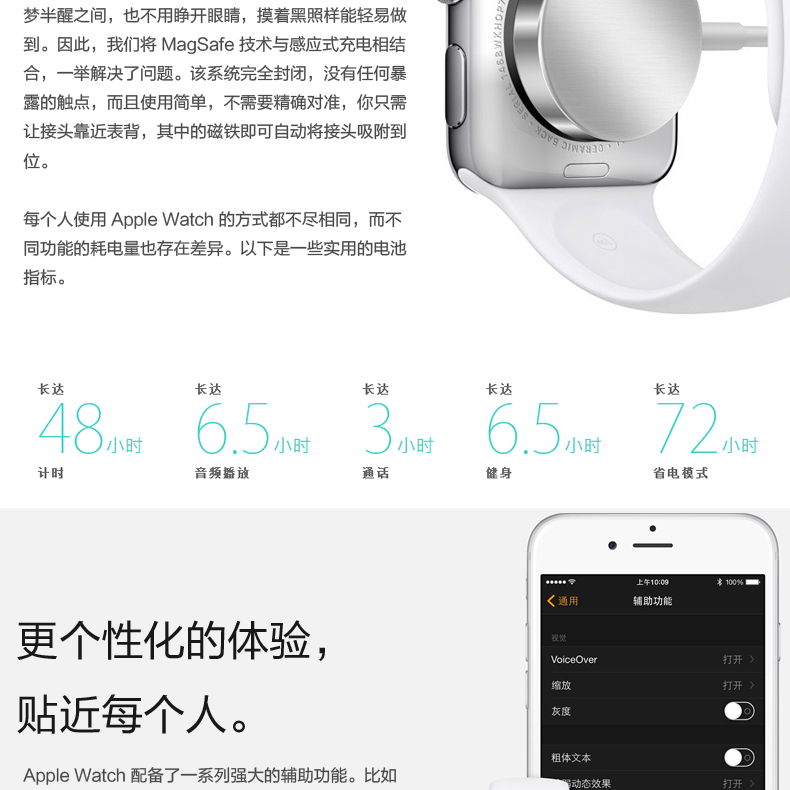 梦半醒之间，也不用睁开眼睛，摸着黑照样能轻易做
到。因此，我们将 MagSafe 技术与感应式充电相结
合，一举解决了问题。该系统完全封闭，没有任何暴
露的触点，而且使用简单，不需要精确对准，你只需
让接头靠近表背，其中的磁铁即可自动将接头吸附到
位。
每个人使用 Apple Watch 的方式都不尽相同，而不
同功能的耗电量也存在差异。以下是一些实用的电池
指标。
CERAMIC BACK • SERIAL
长达 长达 长达 长达 长达
48小时 6.5小时 3小时 6.5小时 72小时
计时 音频播放 通话 健身 省电模式
更个性化的体验，
贴近每个人。
Apple Watch 配备了一系列强大的辅助功能。比如
上午10:09 100%
通用 辅助功能
视觉
VoiceOver 打开
缩放 打开
灰度
粗体文本
动态效果 打开